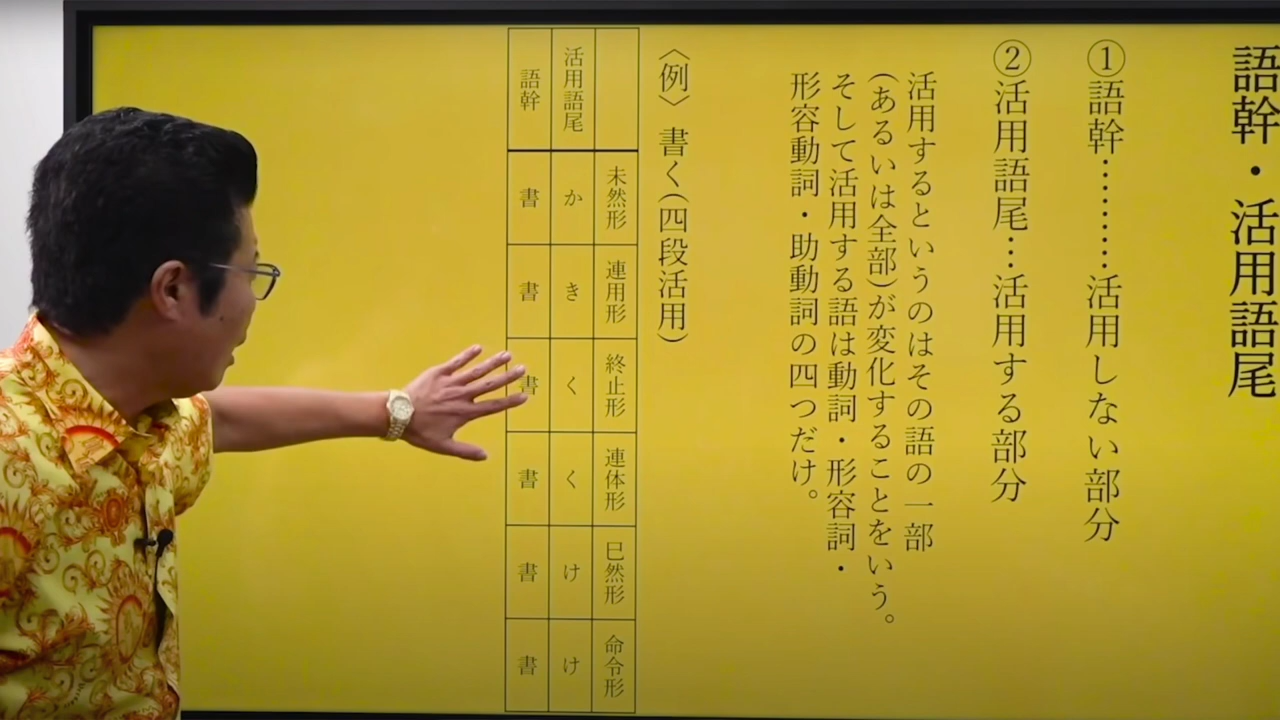 語幹・活用語尾
①語幹………活用しない部分
②活用語尾…活用する部分
活用するというのはその語の一部
(あるいは全部)が変化することをいう。
そして活用する語は動詞・形容詞・
形容動詞・助動詞の四つだけ。
〈例〉書く(四段活用)
未然形 連用形 終止形 連体形 巳然形 命令形
活用語尾 か き く く け け
語幹 書 書 書 書 書 書